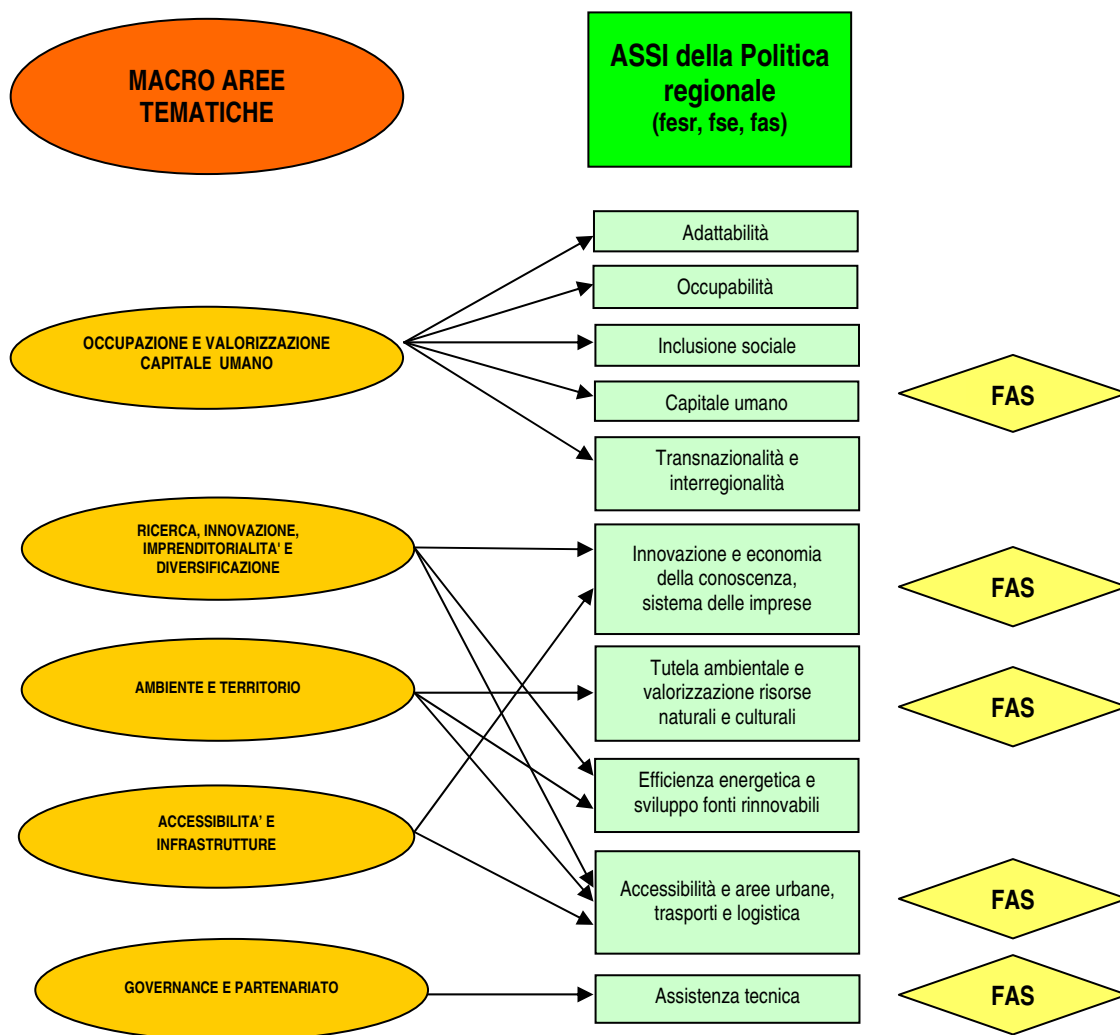 MACRO AREE
TEMATICHE
ASSI della Politica
regionale
(fesr, fse, fas)
OCCUPAZIONE E VALORIZZAZIONE
CAPITALE UMANO
Adattabilità
Occupabilità
Inclusione sociale
Capitale umano
FAS
Transnazionalità e
interregionalità
RICERCA, INNOVAZIONE,
IMPRENDITORIALITA' E
DIVERSIFICAZIONE
Innovazione e economia
della conoscenza,
sistema delle imprese
FAS
AMBIENTE E TERRITORIO
Tutela ambientale e
valorizzazione risorse
naturali e culturali
FAS
Efficienza energetica e
sviluppo fonti rinnovabili
ACCESSIBILITA’ E
INFRASTRUTTURE
Accessibilità e aree urbane,
trasporti e logistica
FAS
GOVERNANCE E PARTENARIATO
Assistenza tecnica
FAS